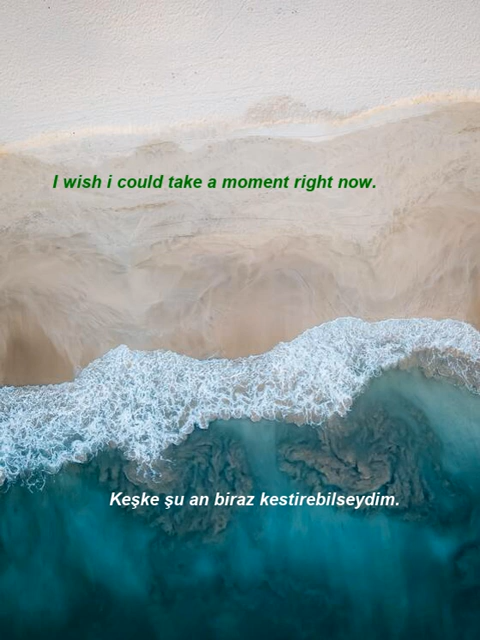 I wish i could take a moment right now.
Keşke şu an biraz kestirebilseydim.